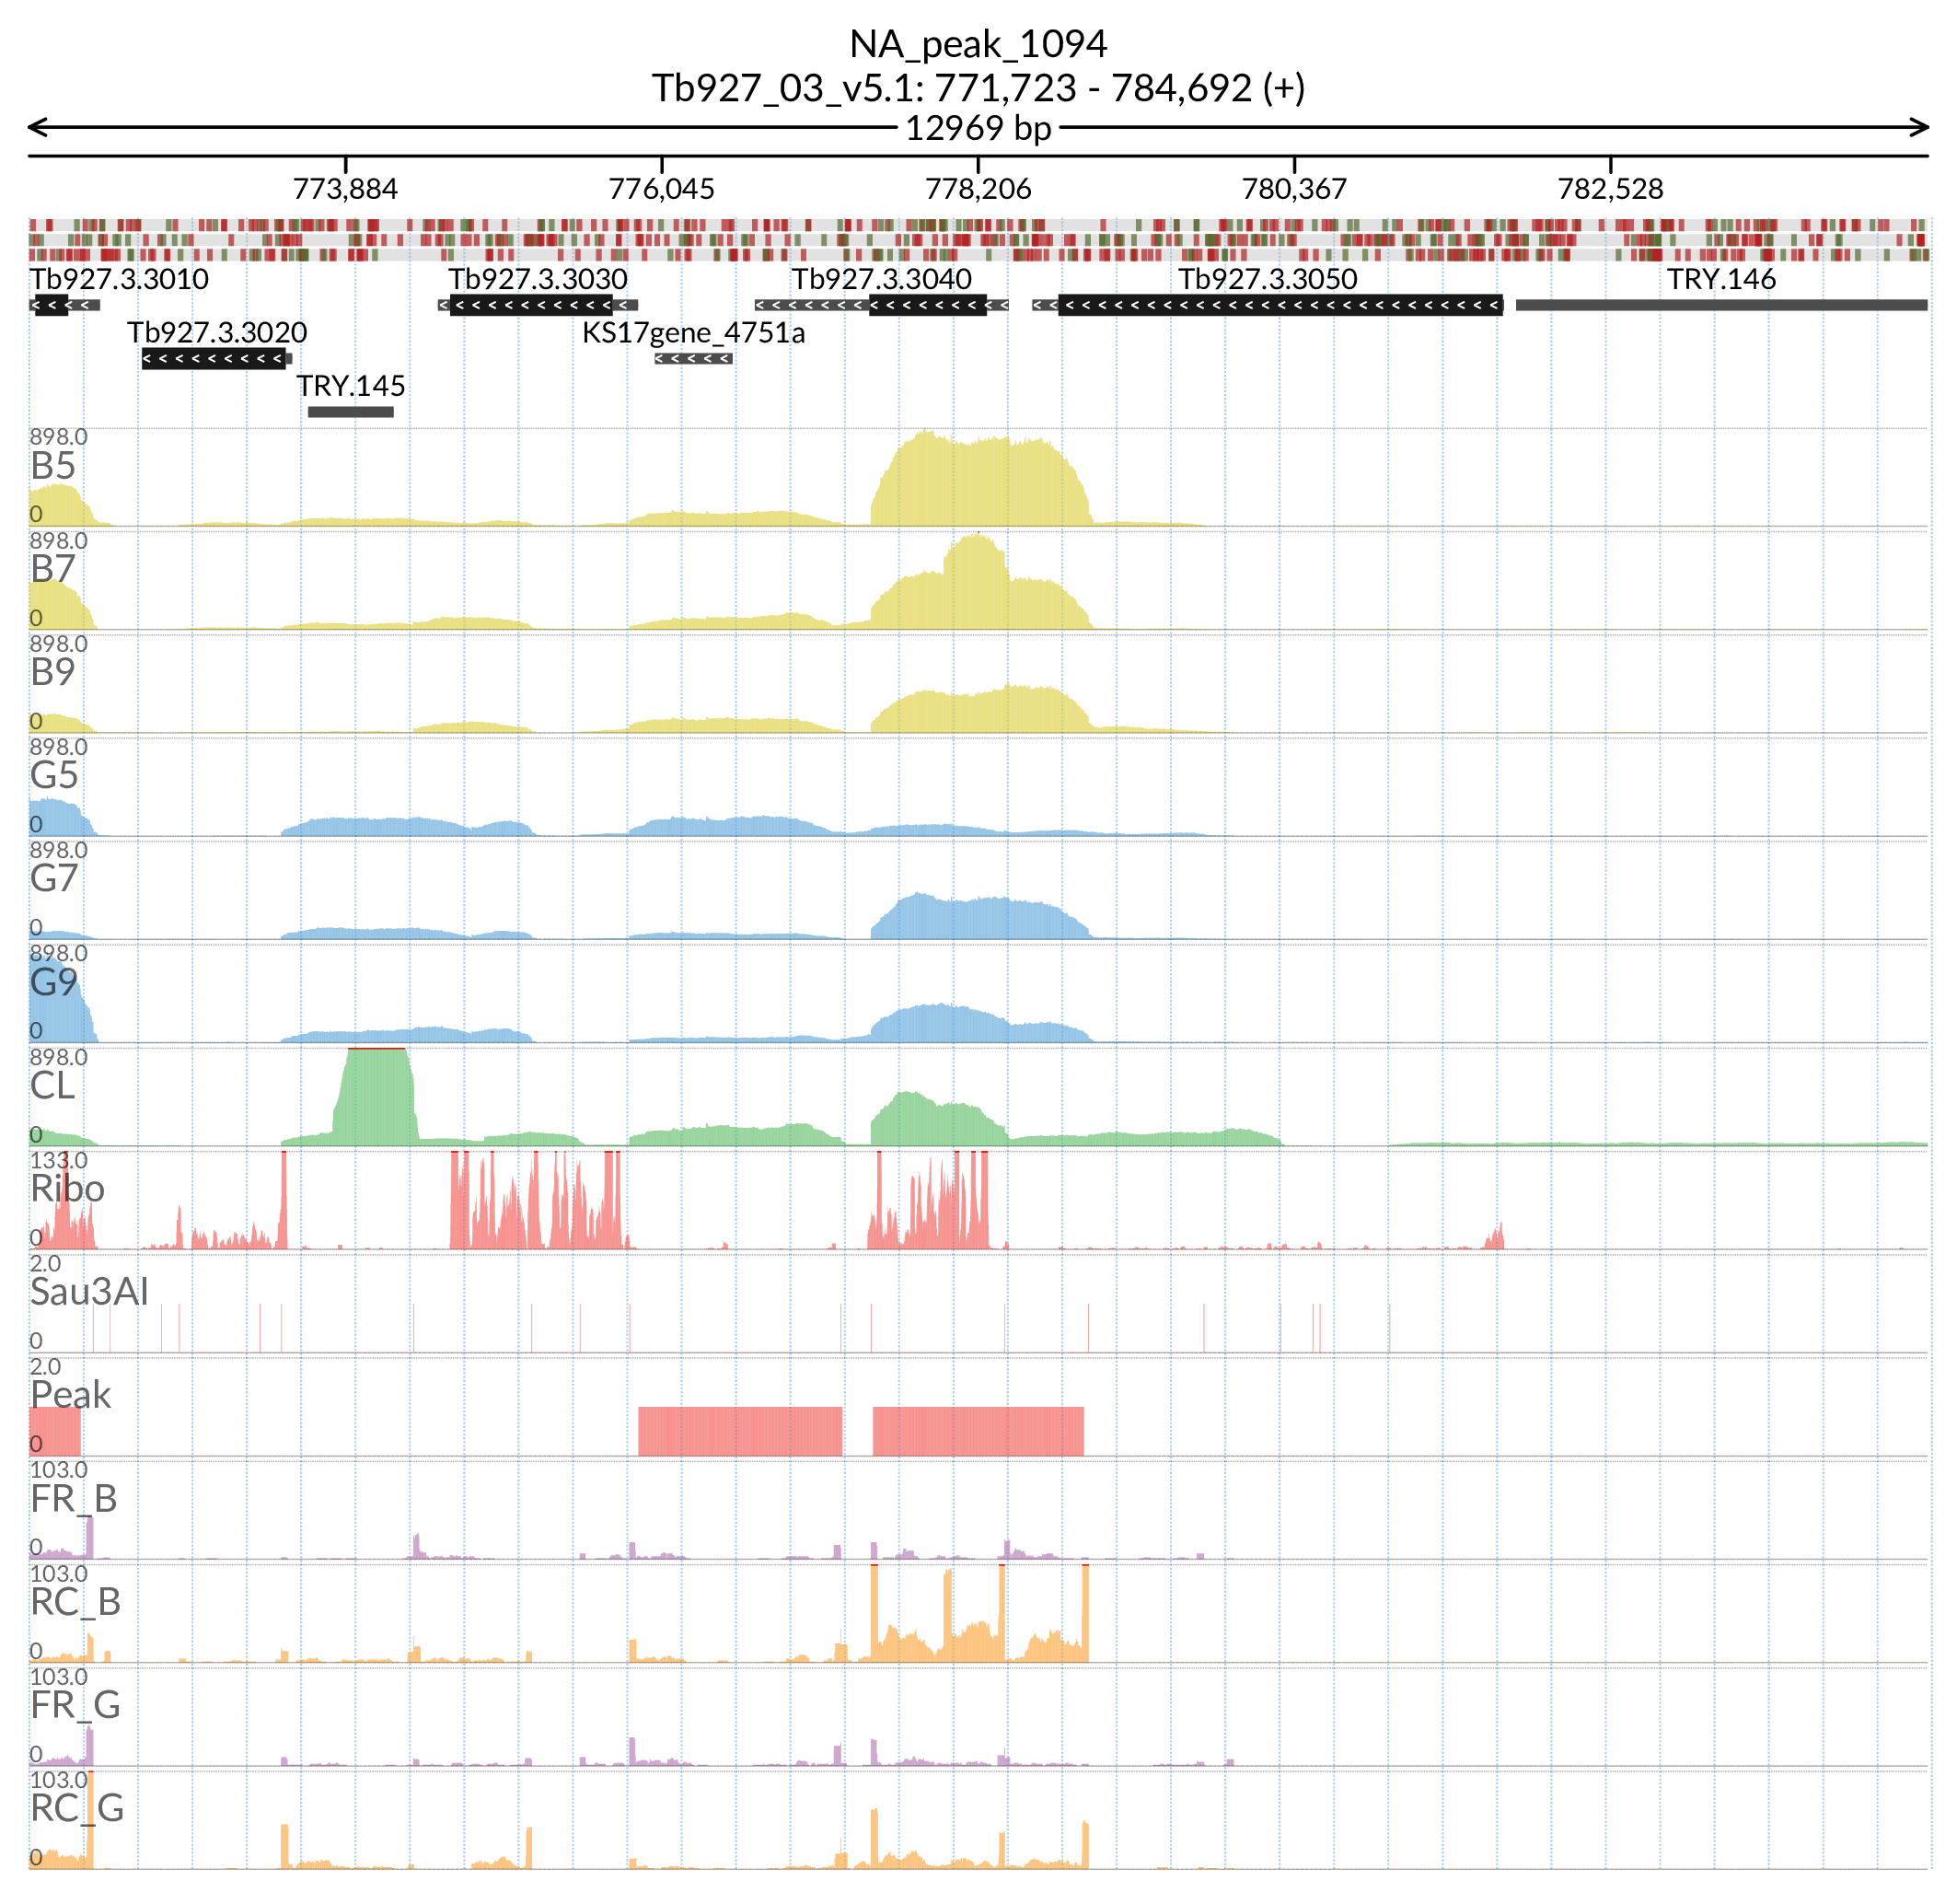 NA_peak_1094
Tb927_03_v5.1: 771,723 - 784,692 (+)
12969 bp
773,884 776,045 778,206 780,367 782,528
Tb927.3.3010 Tb927.3.3030 Tb927.3.3040 Tb927.3.3050 TRY.146
Tb927.3.3020 KS17gene_4751a
TRY.145
898.0
B5
0
898.0
B7
0
898.0
B9
0
898.0
G5
0
898.0
G7
0
898.0
G9
0
898.0
CL
0
133.0
Ribo
0
2.0
Sau3AI
0
2.0
Peak
0
103.0
FR_B
0
103.0
RC_B
0
103.0
FR_G
0
103.0
RC_G
0